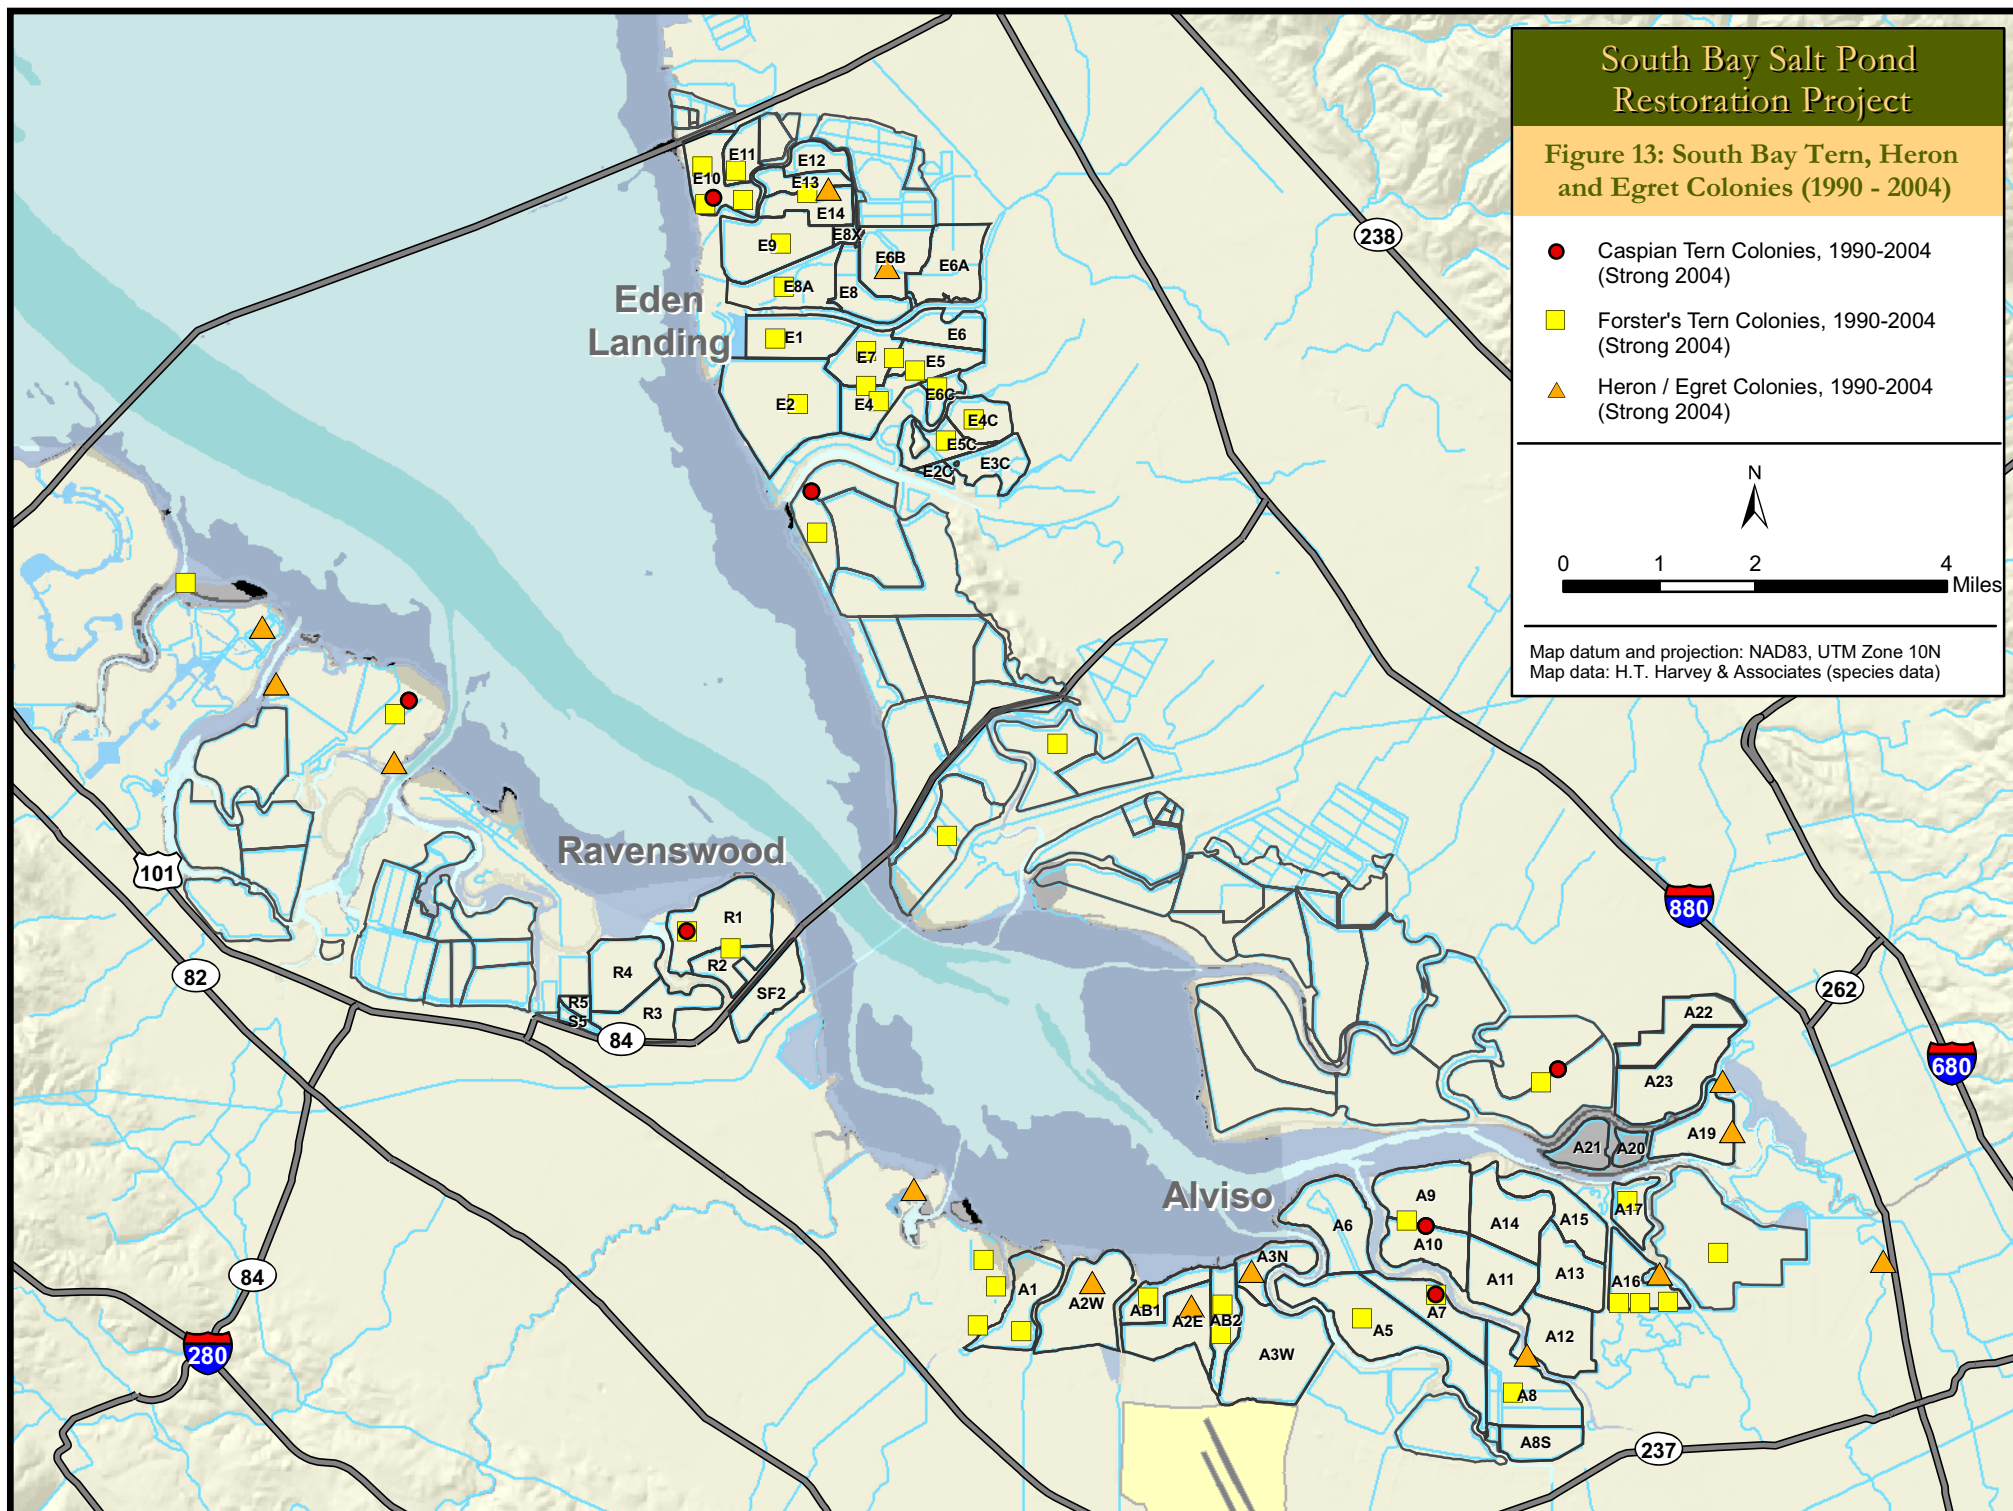 South Bay Salt Pond
Restoration Project
Figure 13: South Bay Tern, Heron
and Egret Colonies (1990 - 2004)
Caspian Tern Colonies, 1990-2004
(Strong 2004)
Forster's Tern Colonies, 1990-2004
(Strong 2004)
Heron / Egret Colonies, 1990-2004
(Strong 2004)
N
0 1 2 4
Miles
Map datum and projection: NAD83, UTM Zone 10N
Map data: H.T. Harvey & Associates (species data)
E11
E12
E10
E13
E14
E8X
E9
E6B
E6A
E8A
E8
Eden
Landing
E1
E6
E7
E5
E6C
E2
E4
E4C
E5C
E3C
E2C
238
Ravenswood
101
82
R1
R2
R4
R5
S5
R3
SF2
84
880
262
680
A22
A23
A19
A21
A20
Alviso
A9
A6
A14
A15
A17
A10
A3N
A11
A13
A16
A1
A2W
AB1
A2E
AB2
A7
A5
A12
A3W
A8
A8S
84
280
237